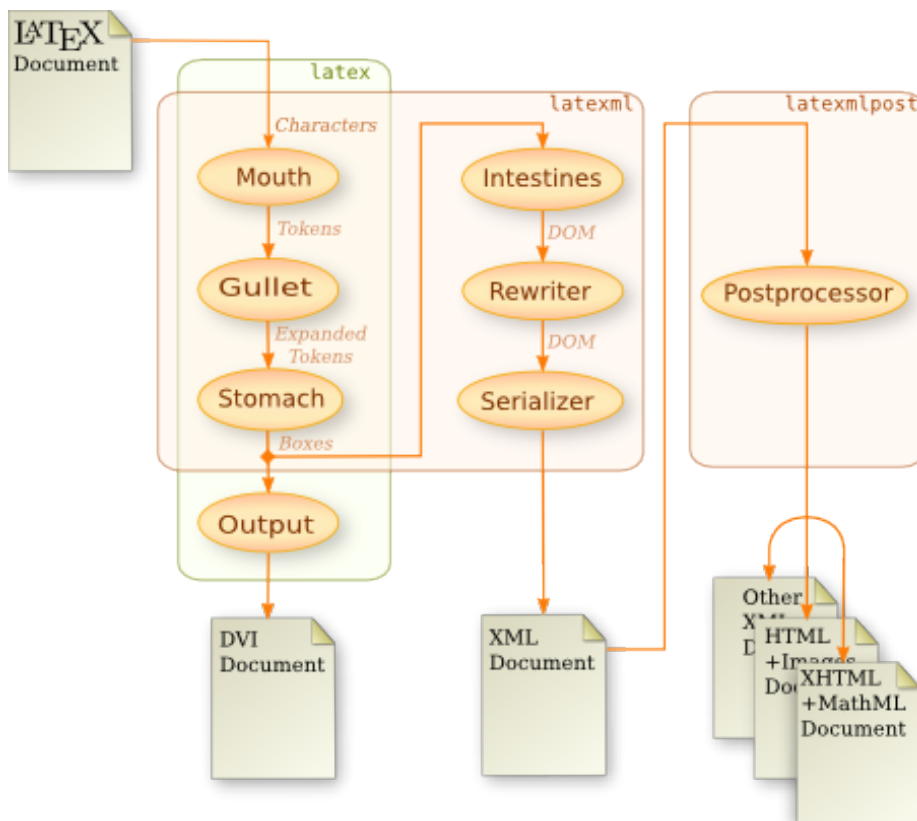 LATEX
Document
latex
latexml
latexmlpost
Characters
Mouth
Tokens
Gullet
Expanded
Tokens
Stomach
Boxes
Output
DVI
Document
Intestines
DOM
Rewriter
DOM
Serializer
XML
Document
Postprocessor
Other
HTML
+Images
XHTML
+MathML
Document